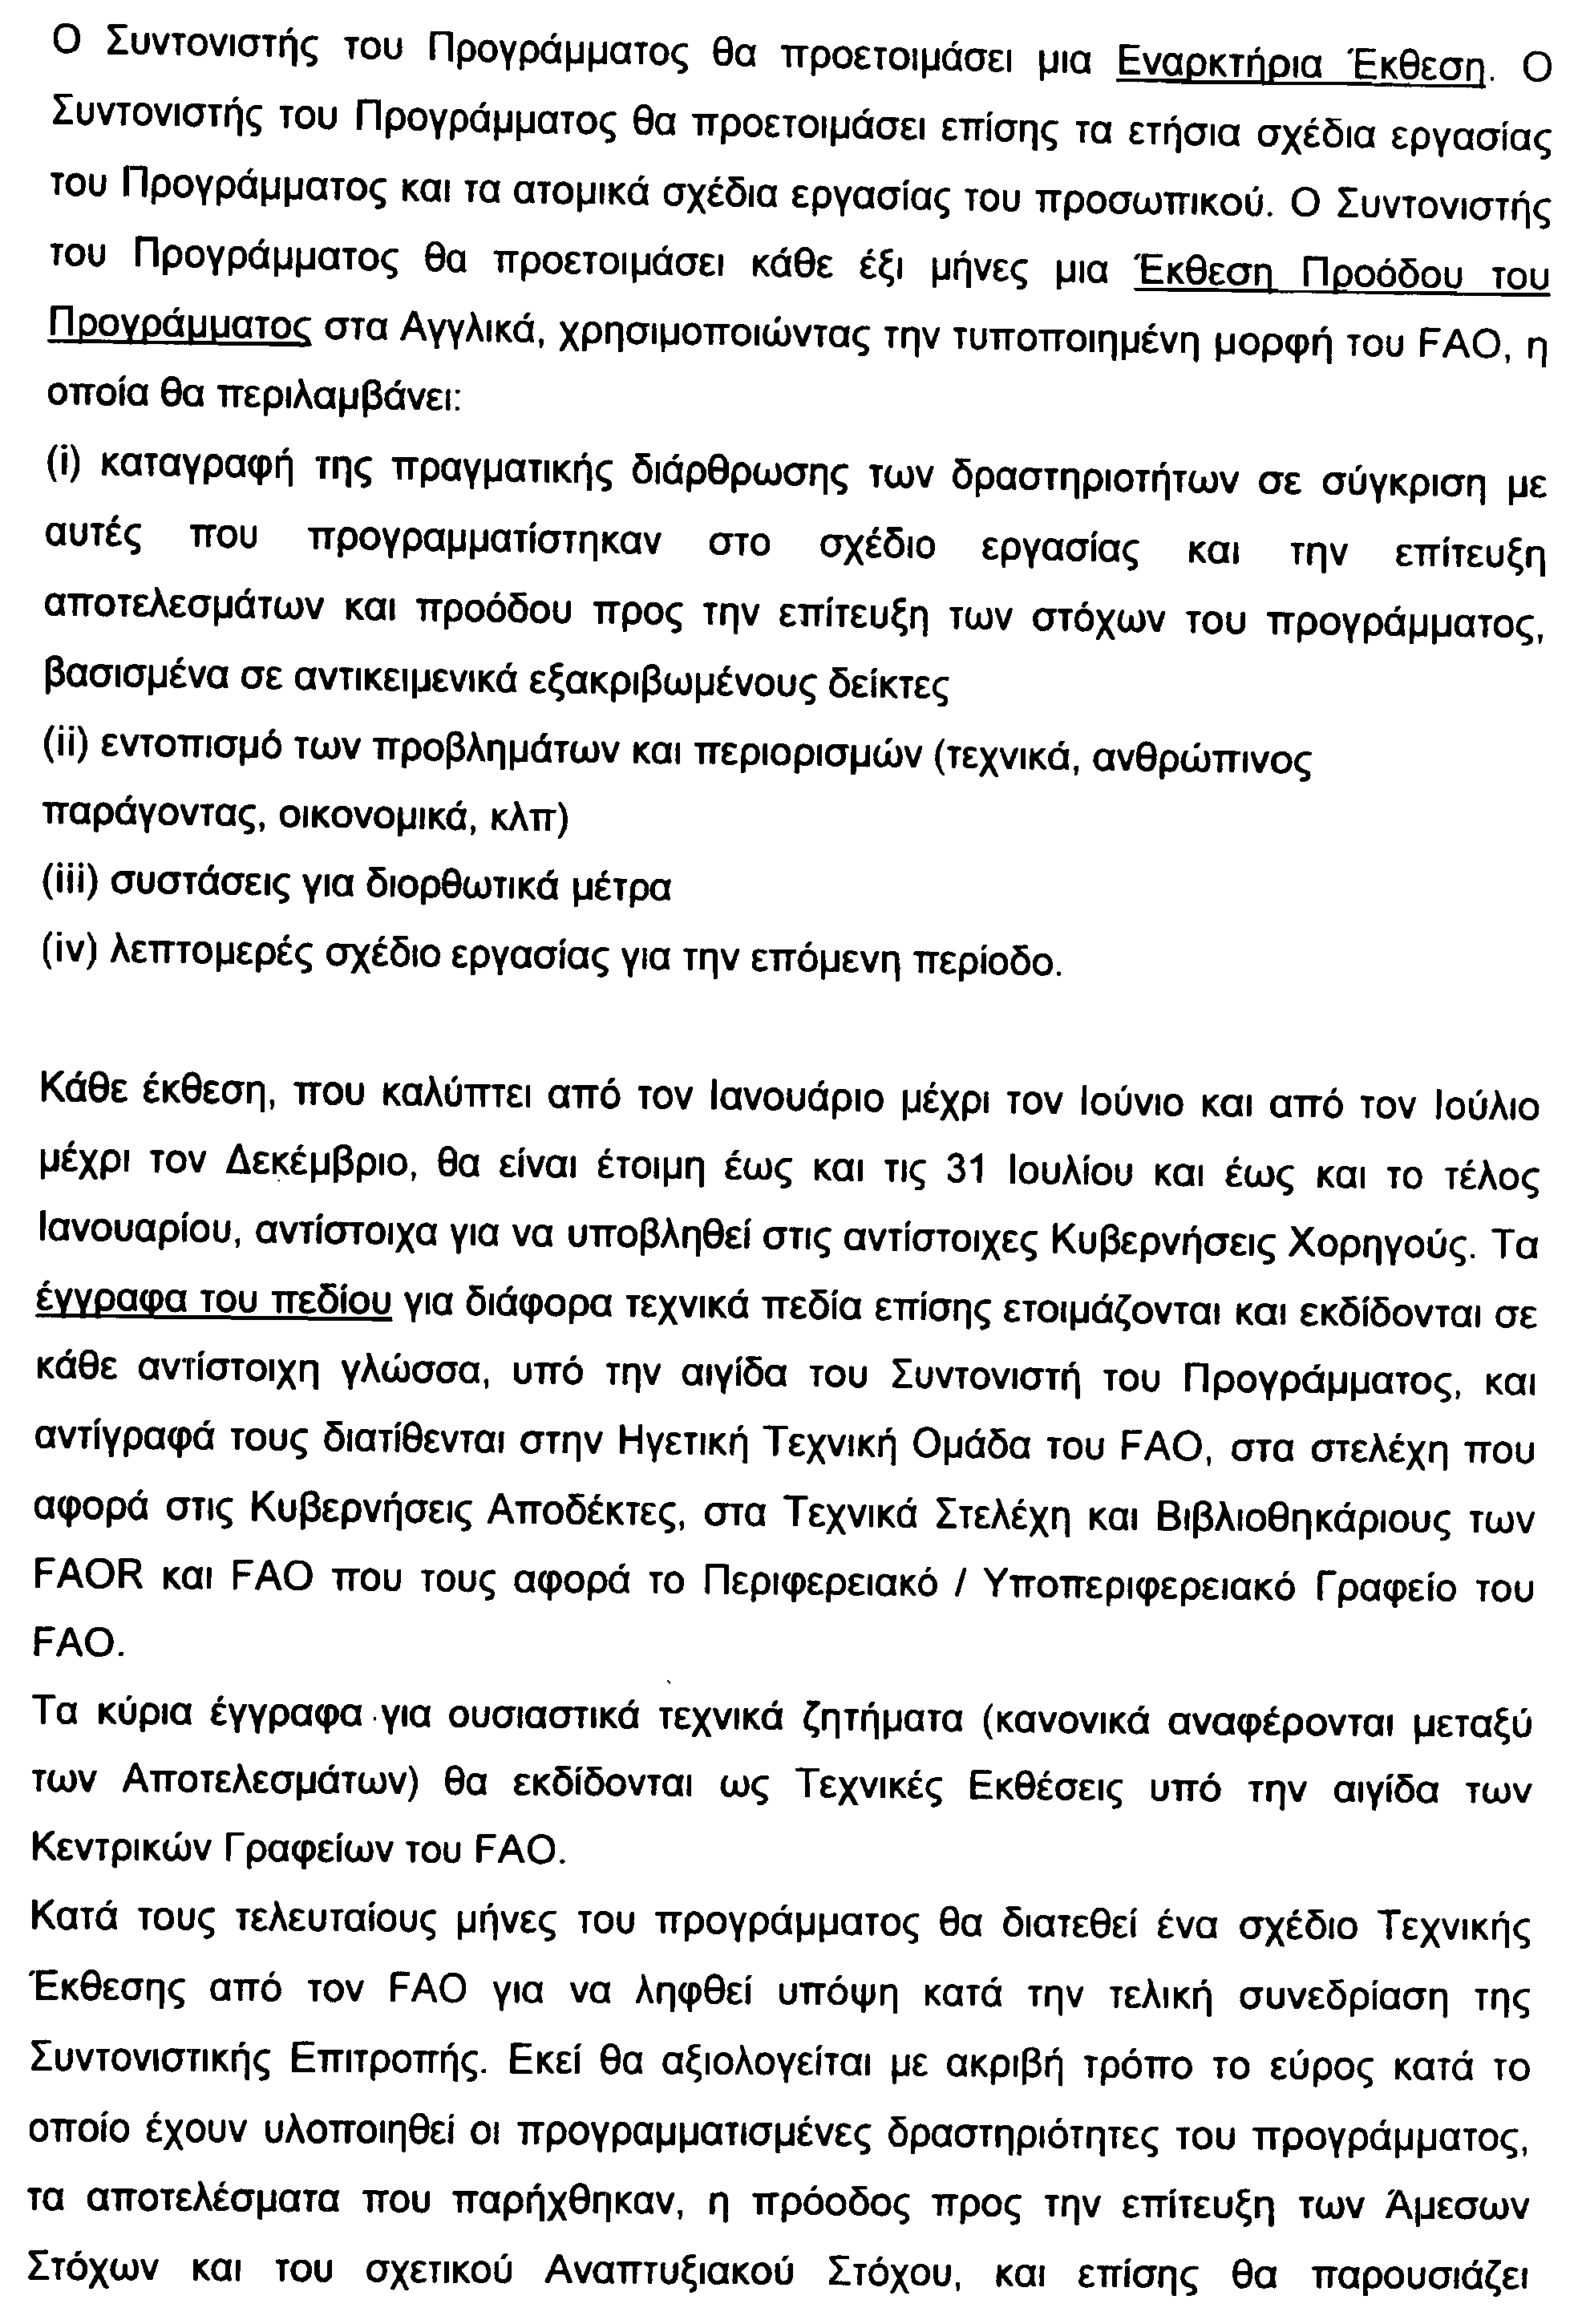 Ο Συντονιστής του Προγράμματος θα προετοιμάσει μια Εναρκτήρια Έκθεση. Ο
Συντονιστής του Προγράμματος θα προετοιμάσει επίσης τα ετήσια σχέδια εργασίας
του Προγράμματος και τα ατομικά σχέδια εργασίας του προσωπικού. Ο Συντονιστής
του Προγράμματος θα προετοιμάσει κάθε έξι μήνες μια Έκθεση Προόδου του
Προγράμματος στα Αγγλικά, χρησιμοποιώντας την τυποποιημένη μορφή του FAO, η
οποία θα περιλαμβάνει:
(i) καταγραφή της πραγματικής διάρθρωσης των δραστηριοτήτων σε σύγκριση με
αυτές που προγραμματίστηκαν στο σχέδιο εργασίας και την επίτευξη
αποτελεσμάτων και προόδου προς την επίτευξη των στόχων του προγράμματος,
βασισμένα σε αντικειμενικά εξακριβωμένους δείκτες
(ii) εντοπισμό των προβλημάτων και περιορισμών (τεχνικά, ανθρώπινος
παράγοντας, οικονομικά, κλπ)
(iii) συστάσεις για διορθωτικά μέτρα
(iv) λεπτομερές σχέδιο εργασίας για την επόμενη περίοδο.
Κάθε έκθεση, που καλύπτει από τον Ιανουάριο μέχρι τον Ιούνιο και από τον Ιούλιο
μέχρι τον Δεκέμβριο, θα είναι έτοιμη έως και τις 31 Ιουλίου και έως και το τέλος
Ιανουαρίου, αντίστοιχα για να υποβληθεί στις αντίστοιχες Κυβερνήσεις Χορηγούς. Τα
έγγραφα του πεδίου για διάφορα τεχνικά πεδία επίσης ετοιμάζονται και εκδίδονται σε
κάθε αντίστοιχη γλώσσα, υπό την αιγίδα του Συντονιστή του Προγράμματος, και
αντίγραφά τους διατίθενται στην Ηγετική Τεχνική Ομάδα του FAO, στα στελέχη που
αφορά στις Κυβερνήσεις Αποδέκτες, στα Τεχνικά Στελέχη και Βιβλιοθηκάριους των
FAOR και FAO που τους αφορά το Περιφερειακό / Υποπεριφερειακό Γραφείο του
FAO.
Τα κύρια έγγραφα για ουσιαστικά τεχνικά ζητήματα (κανονικά αναφέρονται μεταξύ
των Αποτελεσμάτων) θα εκδίδονται ως Τεχνικές Εκθέσεις υπό την αιγίδα των
Κεντρικών Γραφείων του FAO.
Κατά τους τελευταίους μήνες του προγράμματος θα διατεθεί ένα σχέδιο Τεχνικής
Έκθεσης από τον FAO για να ληφθεί υπόψη κατά την τελική συνεδρίαση της
Συντονιστικής Επιτροπής. Εκεί θα αξιολογείται με ακριβή τρόπο το εύρος κατά το
οποίο έχουν υλοποιηθεί οι προγραμματισμένες δραστηριότητες του προγράμματος,
τα αποτελέσματα που παρήχθηκαν, η πρόοδος προς την επίτευξη των Άμεσων
Στόχων και του σχετικού Αναπτυξιακού Στόχου, και επίσης θα παρουσιάζει